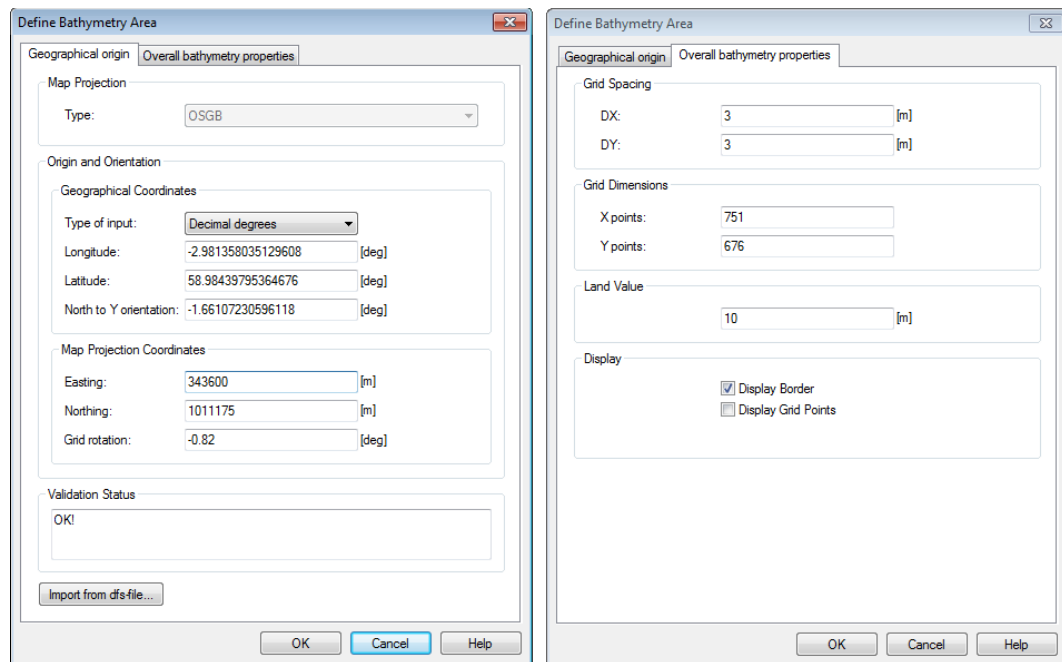 Define Bathymetry Area
Geographical origin
Overall bathymetry properties
Map Projection
Type:
OSGB
Origin and Orientation
Geographical Coordinates
Type of input:
Decimal degrees
Longitude:
-2.981358035129608
[deg]
Latitude:
58.98439795364676
[deg]
North to Y orientation:
-1.66107230596118
[deg]
Map Projection Coordinates
Easting:
343600
[m]
Northing:
1011175
[m]
Grid rotation:
-0.82
[deg]
Validation Status
OK!
Import from dfs-file...
OK
Cancel
Help
Define Bathymetry Area
Geographical origin
Overall bathymetry properties
Grid Spacing
DX:
3
[m]
DY:
3
[m]
Grid Dimensions
X points:
751
Y points:
676
Land Value
10
[m]
Display
Display Border
Display Grid Points
OK
Cancel
Help